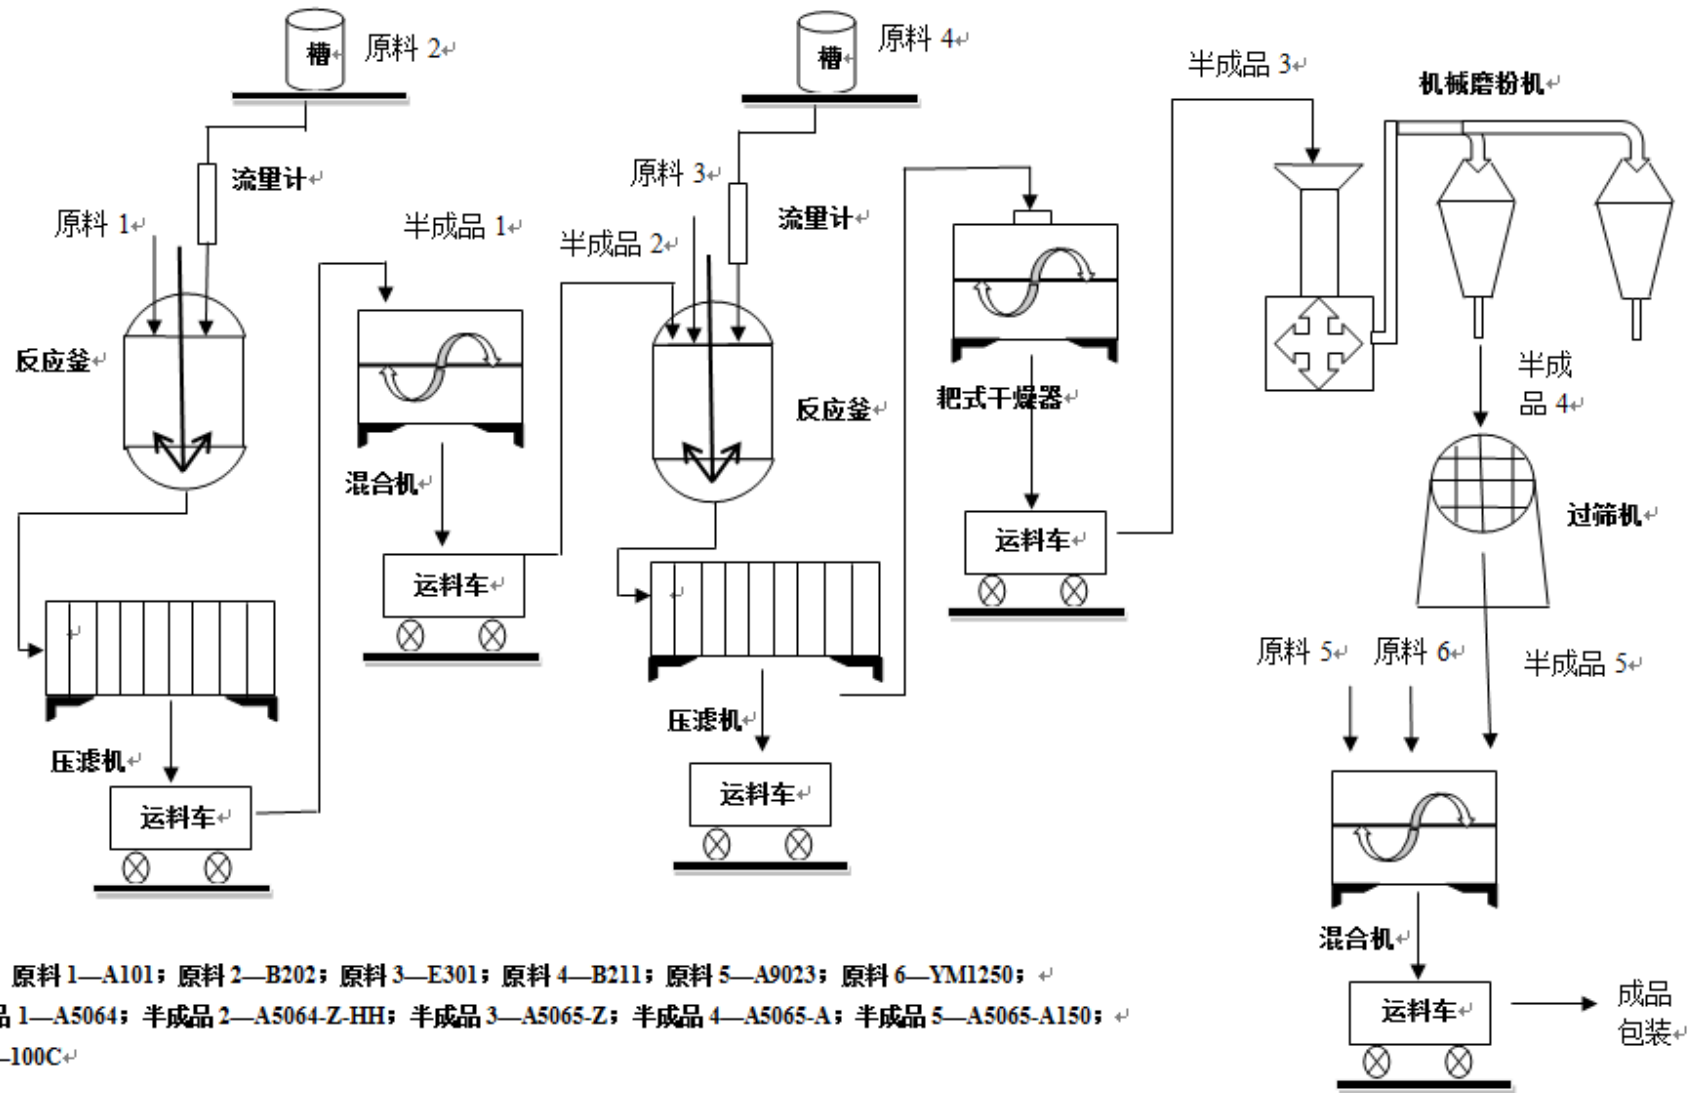 槽
原料 2
槽
原料 4
半成品 3
机械磨粉机
流量计
原料 3
流量计
原料 1
半成品 1
半成品 2
反应釜
半成
品 4
耙式干燥器
反应釜
混合机
过筛机
运料车
运料车
原料 5
原料 6
半成品 5
压滤机
压滤机
运料车
运料车
混合机
原料 1—A101；原料 2—B202；原料 3—E301；原料 4—B211；原料 5—A9023；原料 6—YM1250；
品 1—A5064；半成品 2—A5064-Z-HH；半成品 3—A5065-Z；半成品 4—A5065-A；半成品 5—A5065-A150；
—100C
运料车
成品
包装